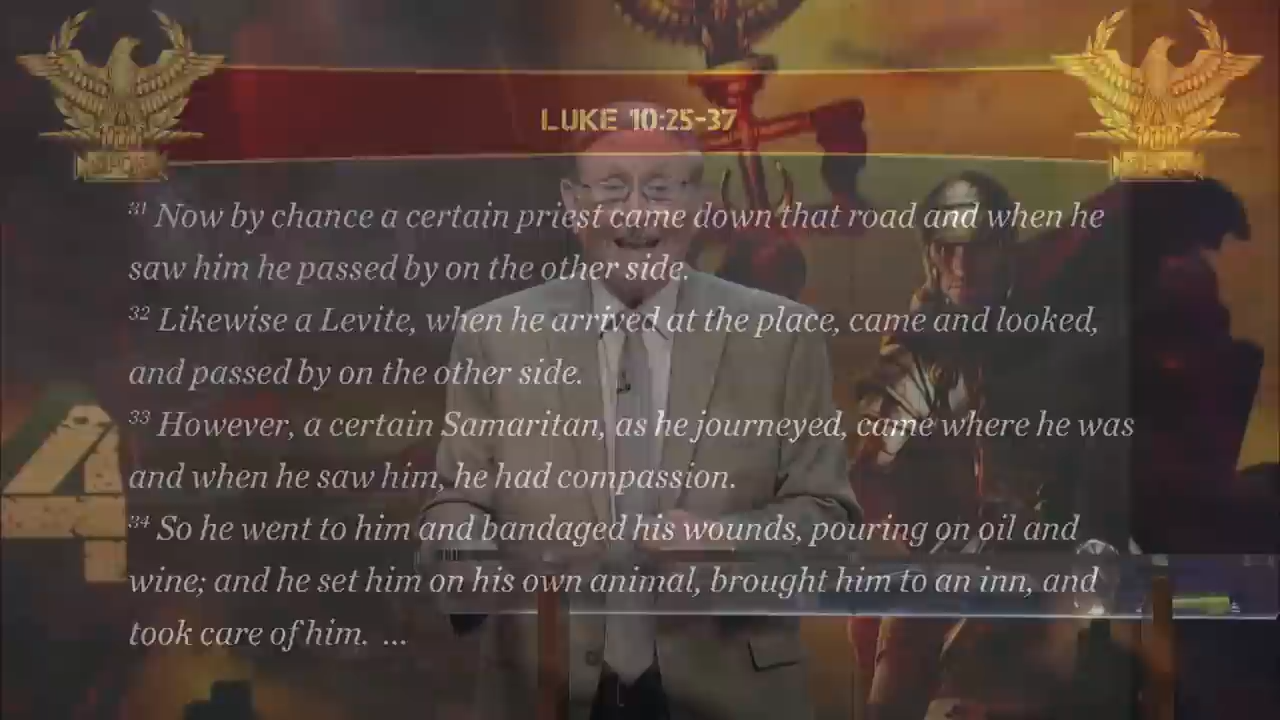 LUKE 10:25-37
31 Now by chance a certain priest came down that road and when he
saw him he passed by on the other side.
32 Likewise a Levite, when he arrived at the place, came and looked,
and passed by on the other side.
33 However, a certain Samaritan, as he journeyed, came where he was
and when he saw him, he had compassion.
34 So he went to him and bandaged his wounds, pouring on oil and
wine; and he set him on his own animal, brought him to an inn, and
took care of him. ...
4